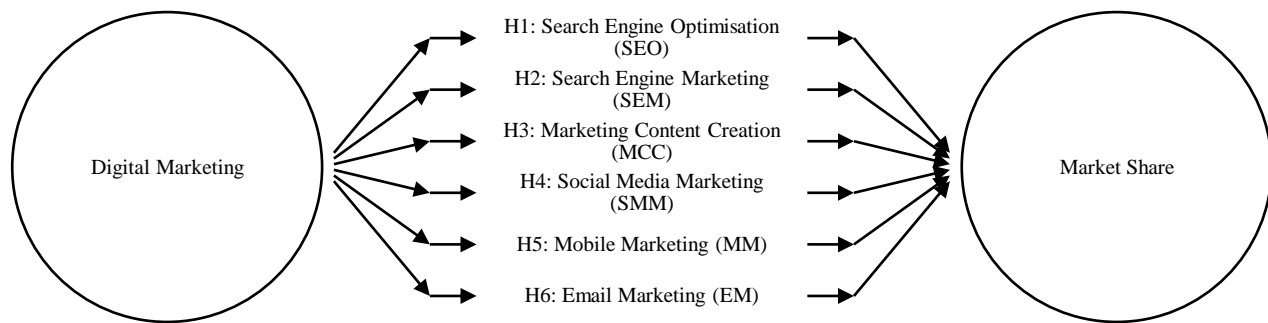 H1: Search Engine Optimisation
(SEO)
H2: Search Engine Marketing
(SEM)
H3: Marketing Content Creation
(MCC)
Digital Marketing
Market Share
H4: Social Media Marketing
(SMM)
H5: Mobile Marketing (MM)
H6: Email Marketing (EM)